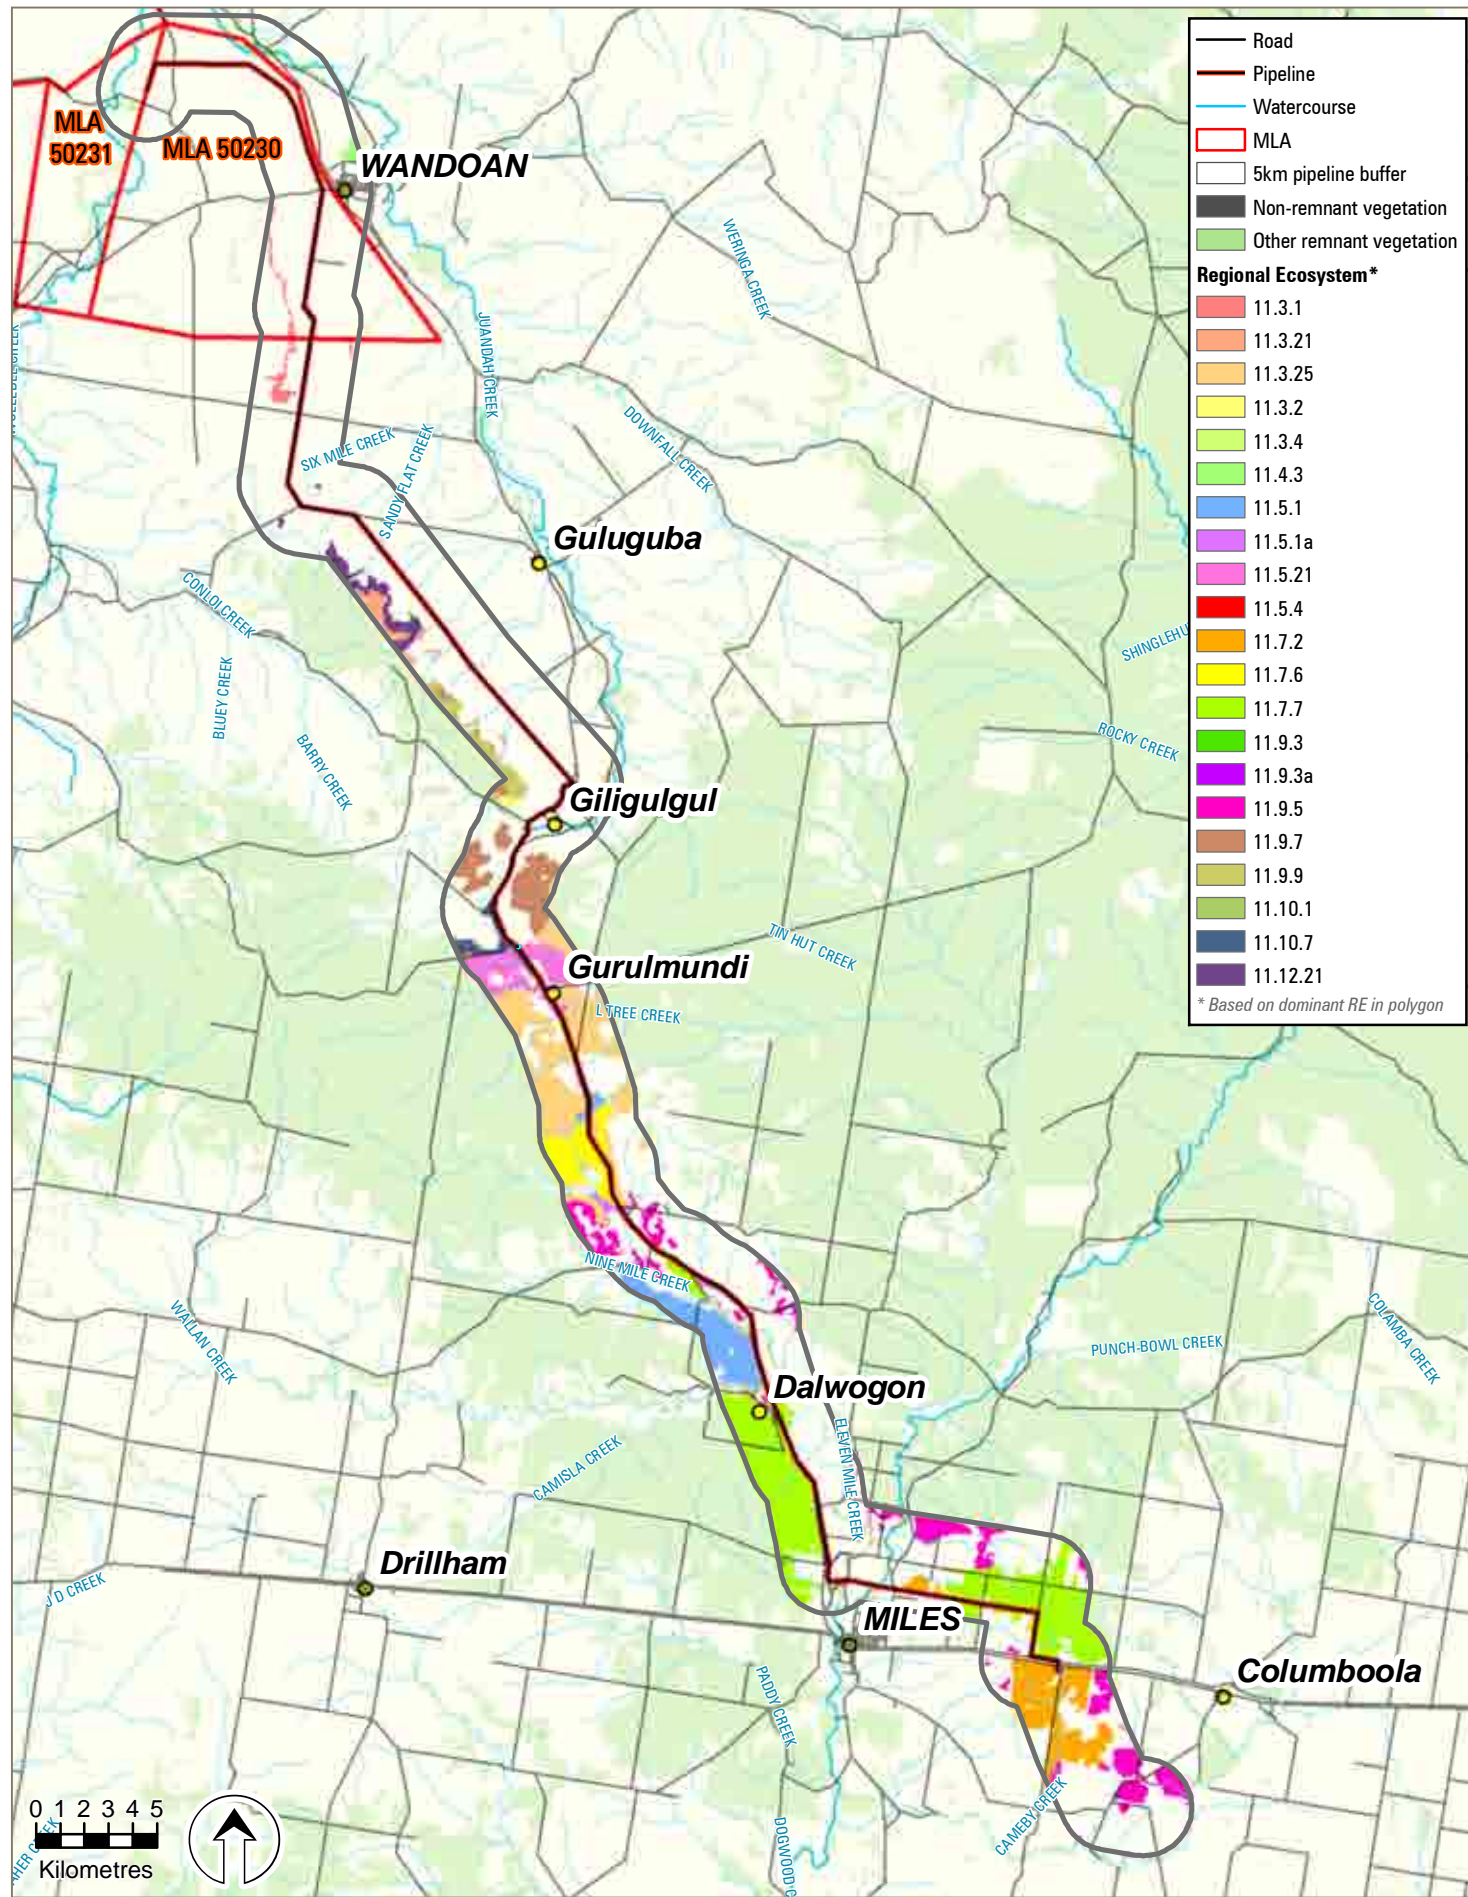 Road
Pipeline
Watercourse
MLA
5km pipeline buffer
Non-remnant vegetation
Other remnant vegetation
Regional Ecosystem*
11.3.1
11.3.21
11.3.25
11.3.2
11.3.4
11.4.3
11.5.1
11.5.1a
11.5.21
11.5.4
11.7.2
11.7.6
11.7.7
11.9.3
11.9.3a
11.9.5
11.9.7
11.9.9
11.10.1
11.10.7
11.12.21
* Based on dominant RE in polygon
MLA
50231
MLA 50230
WANDOAN
WERINGA CREEK
JUANDAH CREEK
DOWNFALL CREEK
SIX MILE CREEK
SANDY FLAT CREEK
Guluguba
CONLOI CREEK
SHINGLEHU
BLUEY CREEK
BARRY CREEK
ROCKY CREEK
Giligulgul
TIN HUT CREEK
Gurulmundi
L TREE CREEK
NINE MILE CREEK
WALLAN CREEK
COLAMBA CREEK
PUNCH-BOWL CREEK
Dalwogon
ELEVEN MILE CREEK
CAMISLA CREEK
Drillham
J D CREEK
MILES
Columboola
PADDY CREEK
CAMEBY CREEK
DOGWOOD C
0 1 2 3 4 5
Kilometres